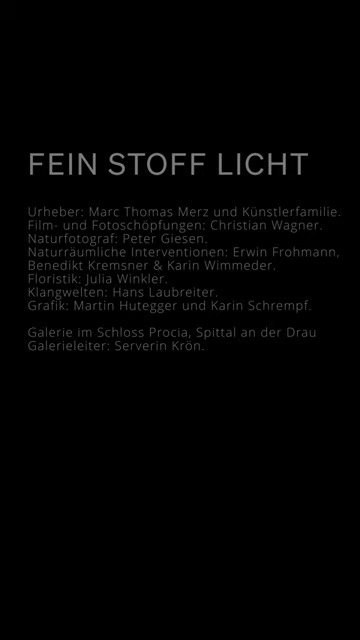 FEIN STOFF LICHT
Urheber: Marc Thomas Merz und Künstlerfamilie.
Film- und Fotoschöpfungen: Christian Wagner.
Naturfotograf: Peter Giesen.
Naturräumliche Interventionen: Erwin Frohmann,
Benedikt Kremsner & Karin Wimmeder.
Floristik: Julia Winkler.
Klangwelten: Hans Laubreiter.
Grafik: Martin Hutegger und Karin Schrempf.
Galerie im Schloss Procia, Spittal an der Drau
Galerieleiter: Serverin Krön.